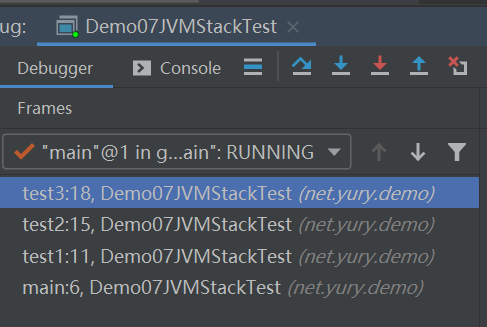 ug: Demo07JVMStackTest
Debugger Console
Frames
"main"@1 in g...ain": RUNNING
test3:18, Demo07JVMStackTest (net.yury.demo)
test2:15, Demo07JVMStackTest (net.yury.demo)
test1:11, Demo07JVMStackTest (net.yury.demo)
main:6, Demo07JVMStackTest (net.yury.demo)